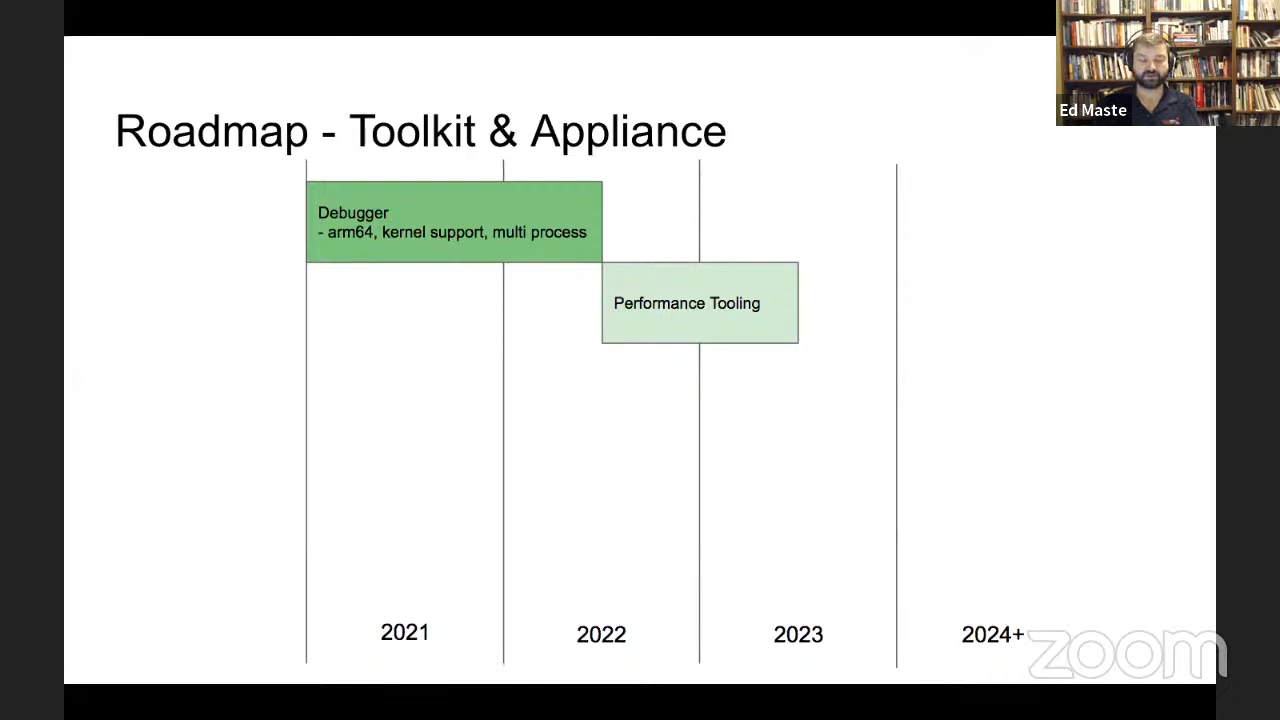 Ed Maste
Roadmap - Toolkit & Appliance
Debugger
- arm64, kernel support, multi process
Performance Tooling
2021
2022
2023
2024+
zoom